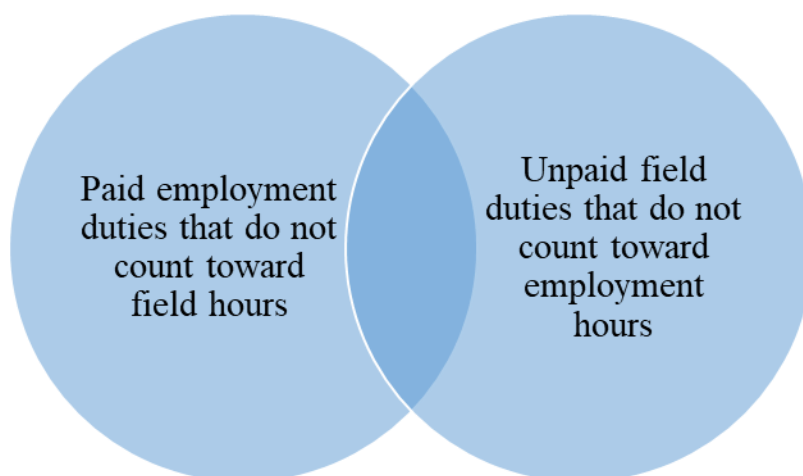 Paid employment
duties that do not
count toward
field hours
Unpaid field
duties that do not
count toward
employment
hours